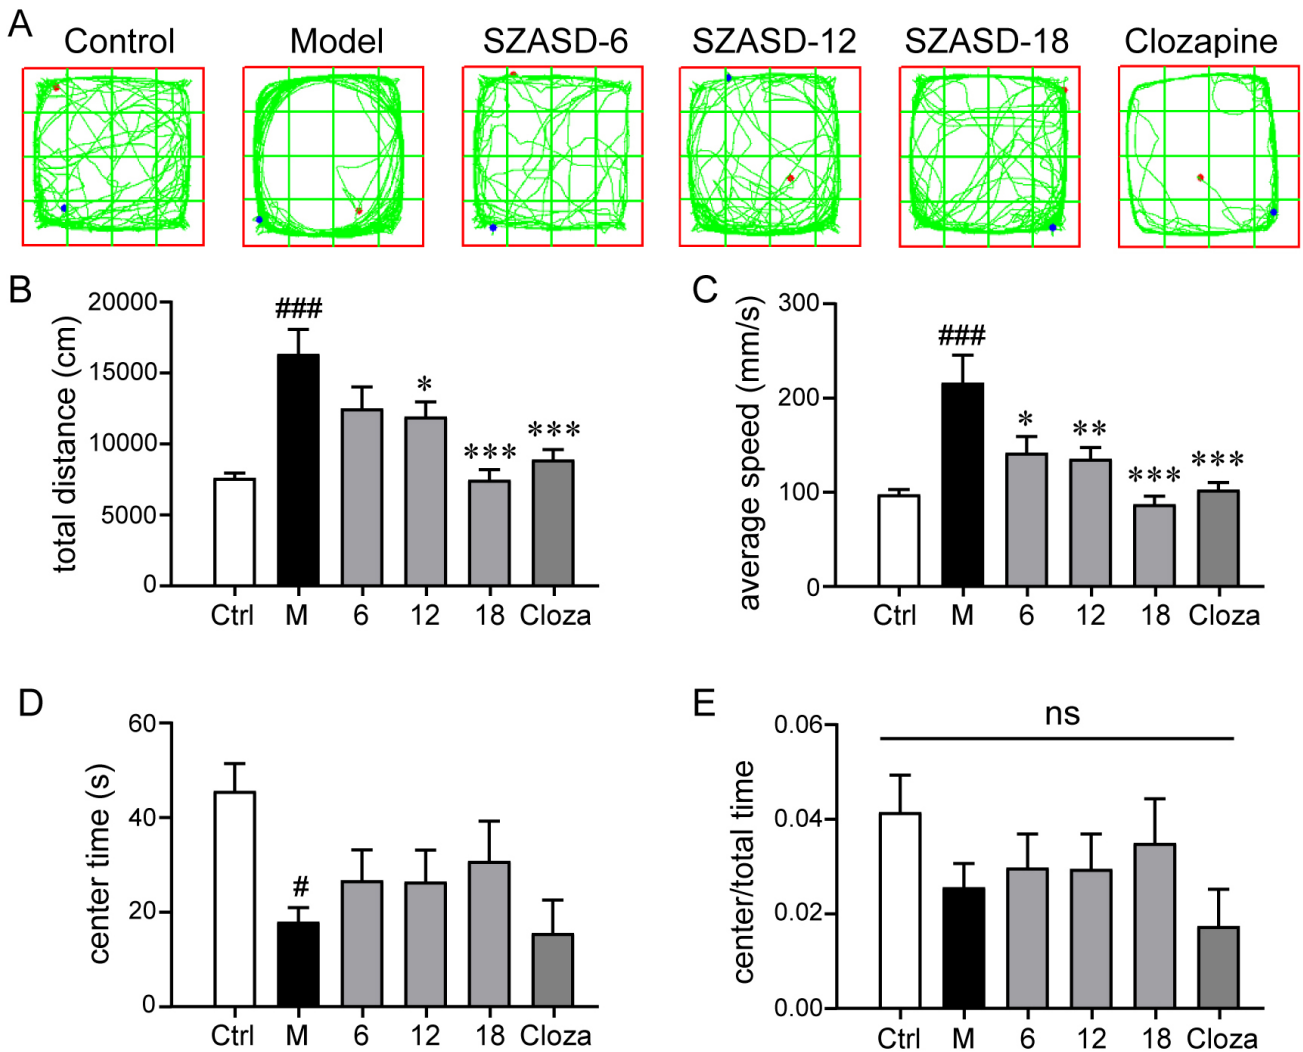 A
Control Model SZASD-6 SZASD-12 SZASD-18 Clozapine
B
total distance (cm)
20000
15000
10000
5000
0
###
*
***
***
Ctrl M 6 12 18 Cloza
C
average speed (mm/s)
300
200
100
0
###
*
**
***
***
Ctrl M 6 12 18 Cloza
D
center time (s)
60
40
20
0
#
Ctrl M 6 12 18 Cloza
E
center/total time
0.06
0.04
0.02
0.00
ns
Ctrl M 6 12 18 Cloza